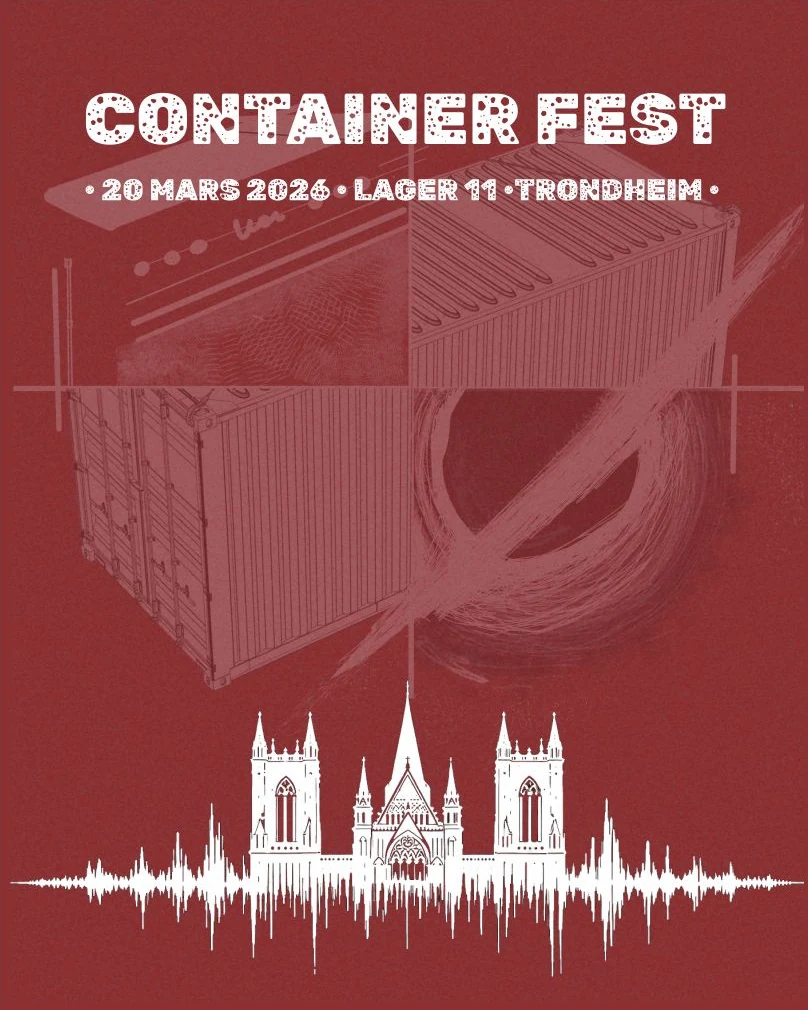 CONTAINER FEST
• 20 MARS 2026 • LAGER 11 • TRONDHEIM •